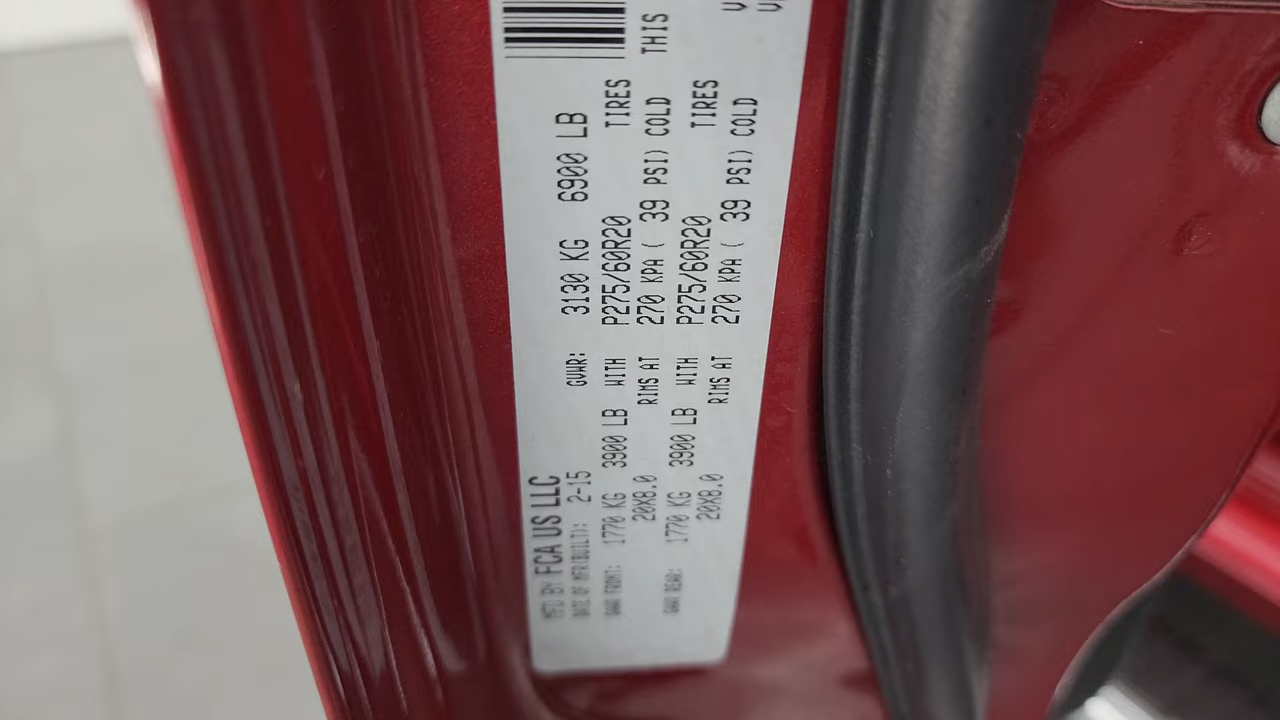 MFD BY FCA US LLC
DATE OF MFR(BUILT): 2-15 GVWR: 3130 KG 6900 LB
GAWR FRONT: 1770 KG 3900 LB WITH P275/60R20 TIRES
20X8.0 RIMS AT 270 KPA ( 39 PSI) COLD THIS
GAWR REAR: 1770 KG 3900 LB WITH P275/60R20 TIRES
20X8.0 RIMS AT 270 KPA ( 39 PSI) COLD